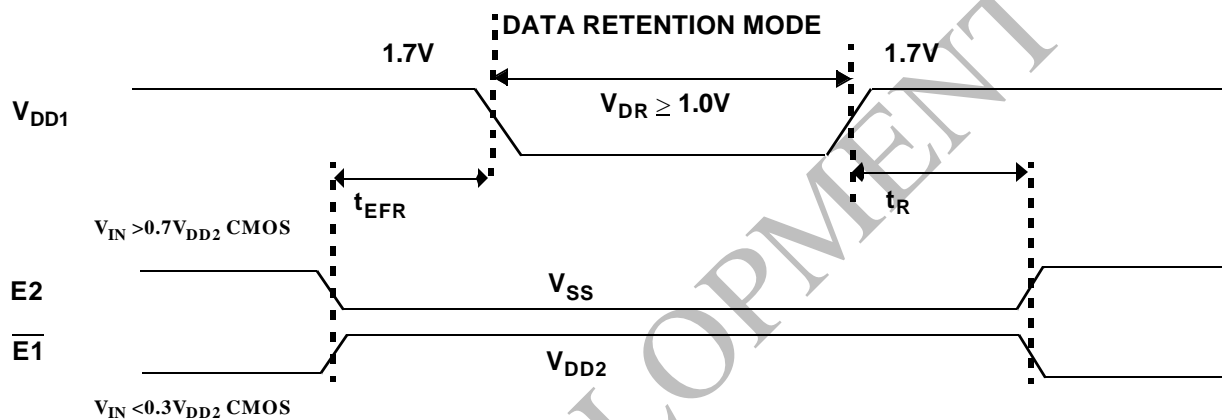 DATA RETENTION MODE
1.7V
1.7V
VDD1
VDR ≥ 1.0V
tEFR
tR
VIN >0.7VDD2 CMOS
E2
VSS
E1
VDD2
VIN <0.3VDD2 CMOS